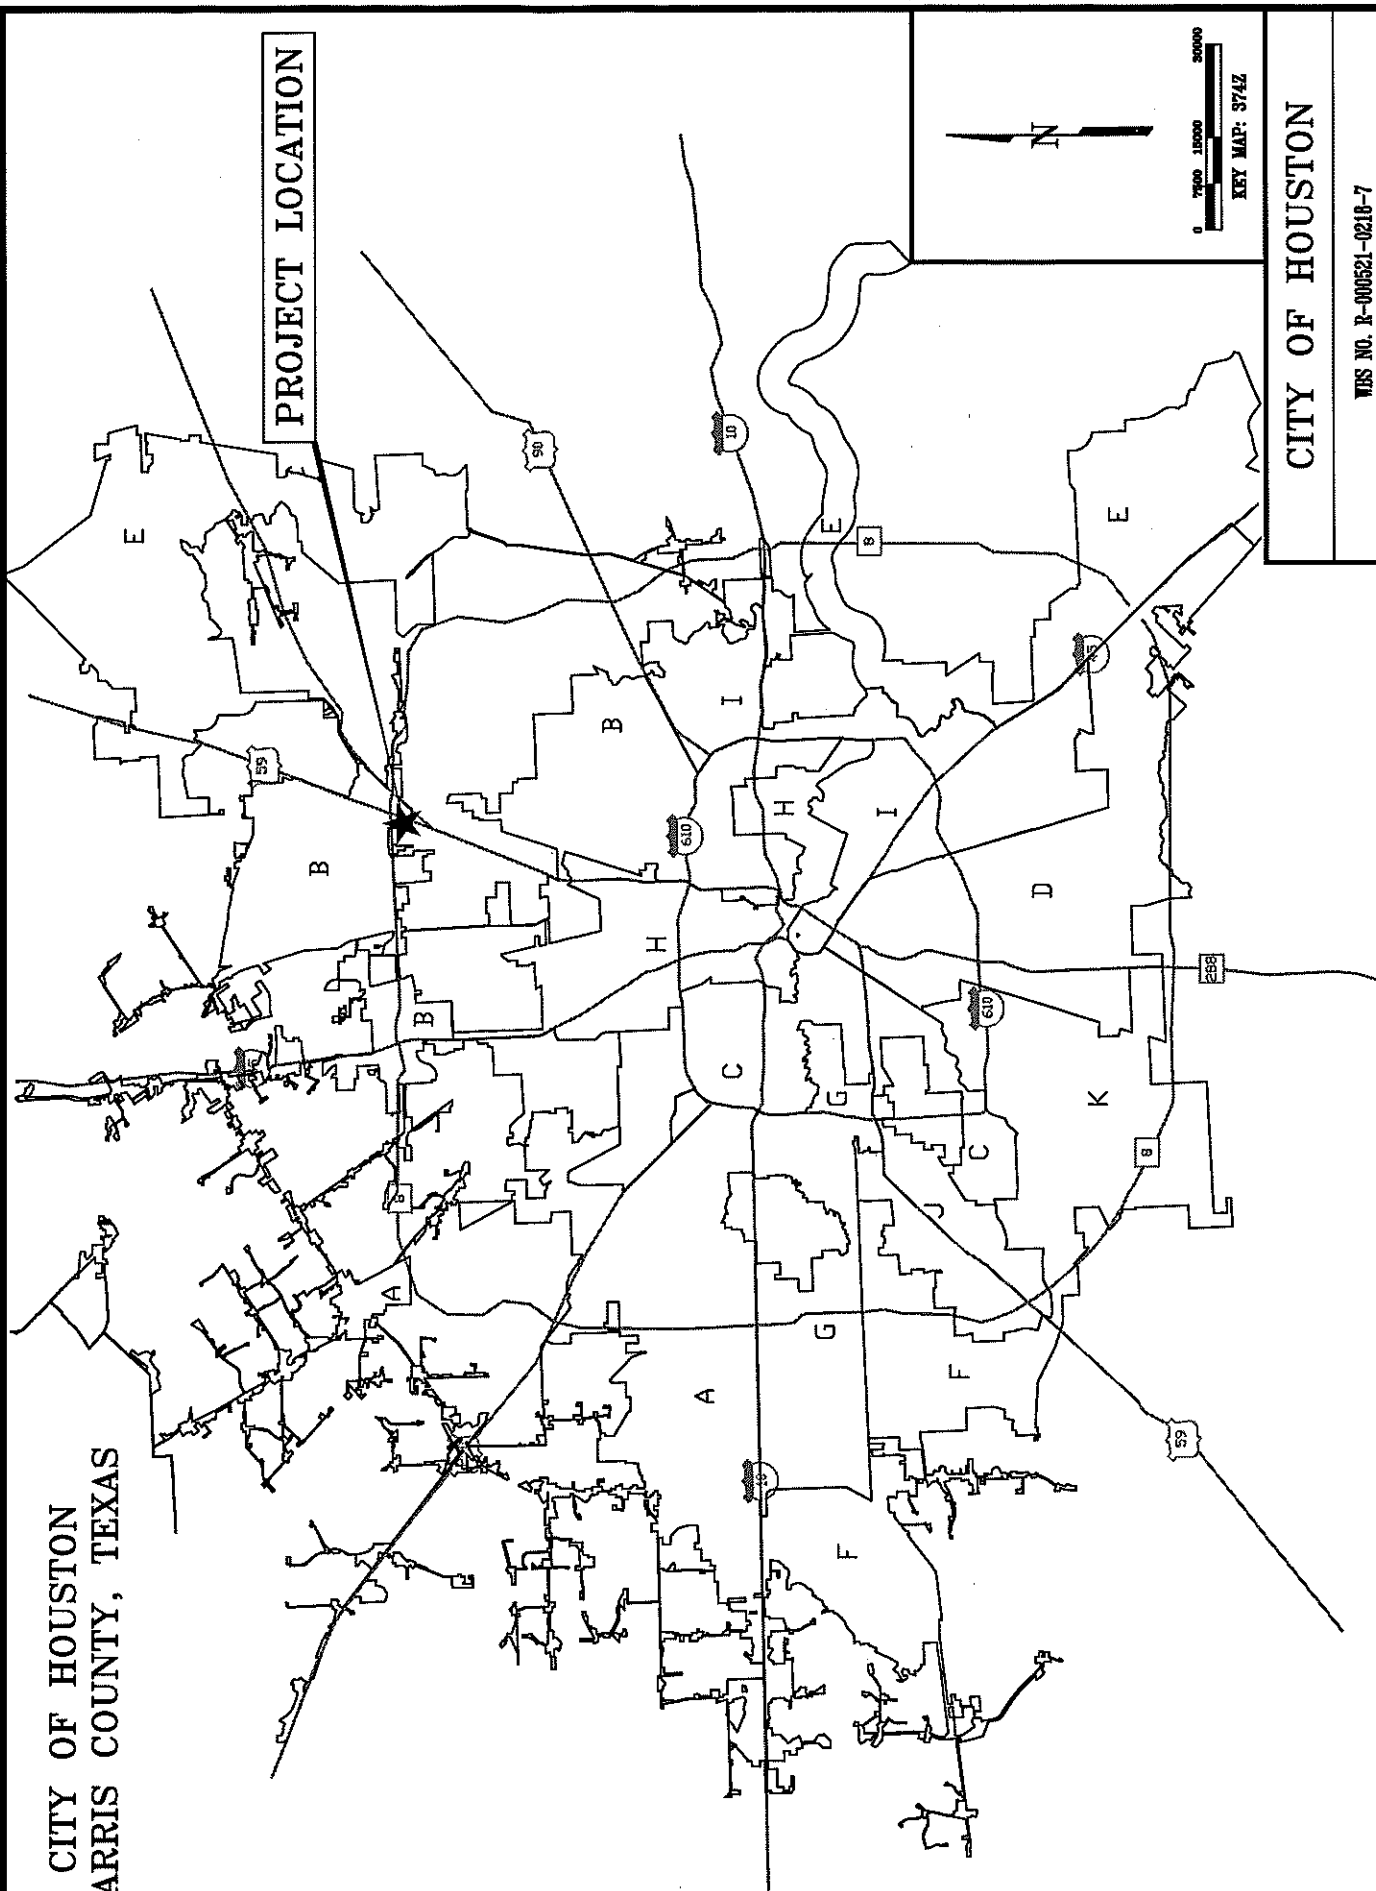 CITY OF HOUSTON
ARRIS COUNTY, TEXAS
PROJECT LOCATION
E
59
B
B
B
8
A
90
10
B
I
610
H
H
I
E
8
E
45
D
288
610
C
G
C
K
8
J
G
A
F
F
59
N
0 7500 15000 30000
KEY MAP: 374Z
CITY OF HOUSTON
WBS NO. R-000521-0218-7